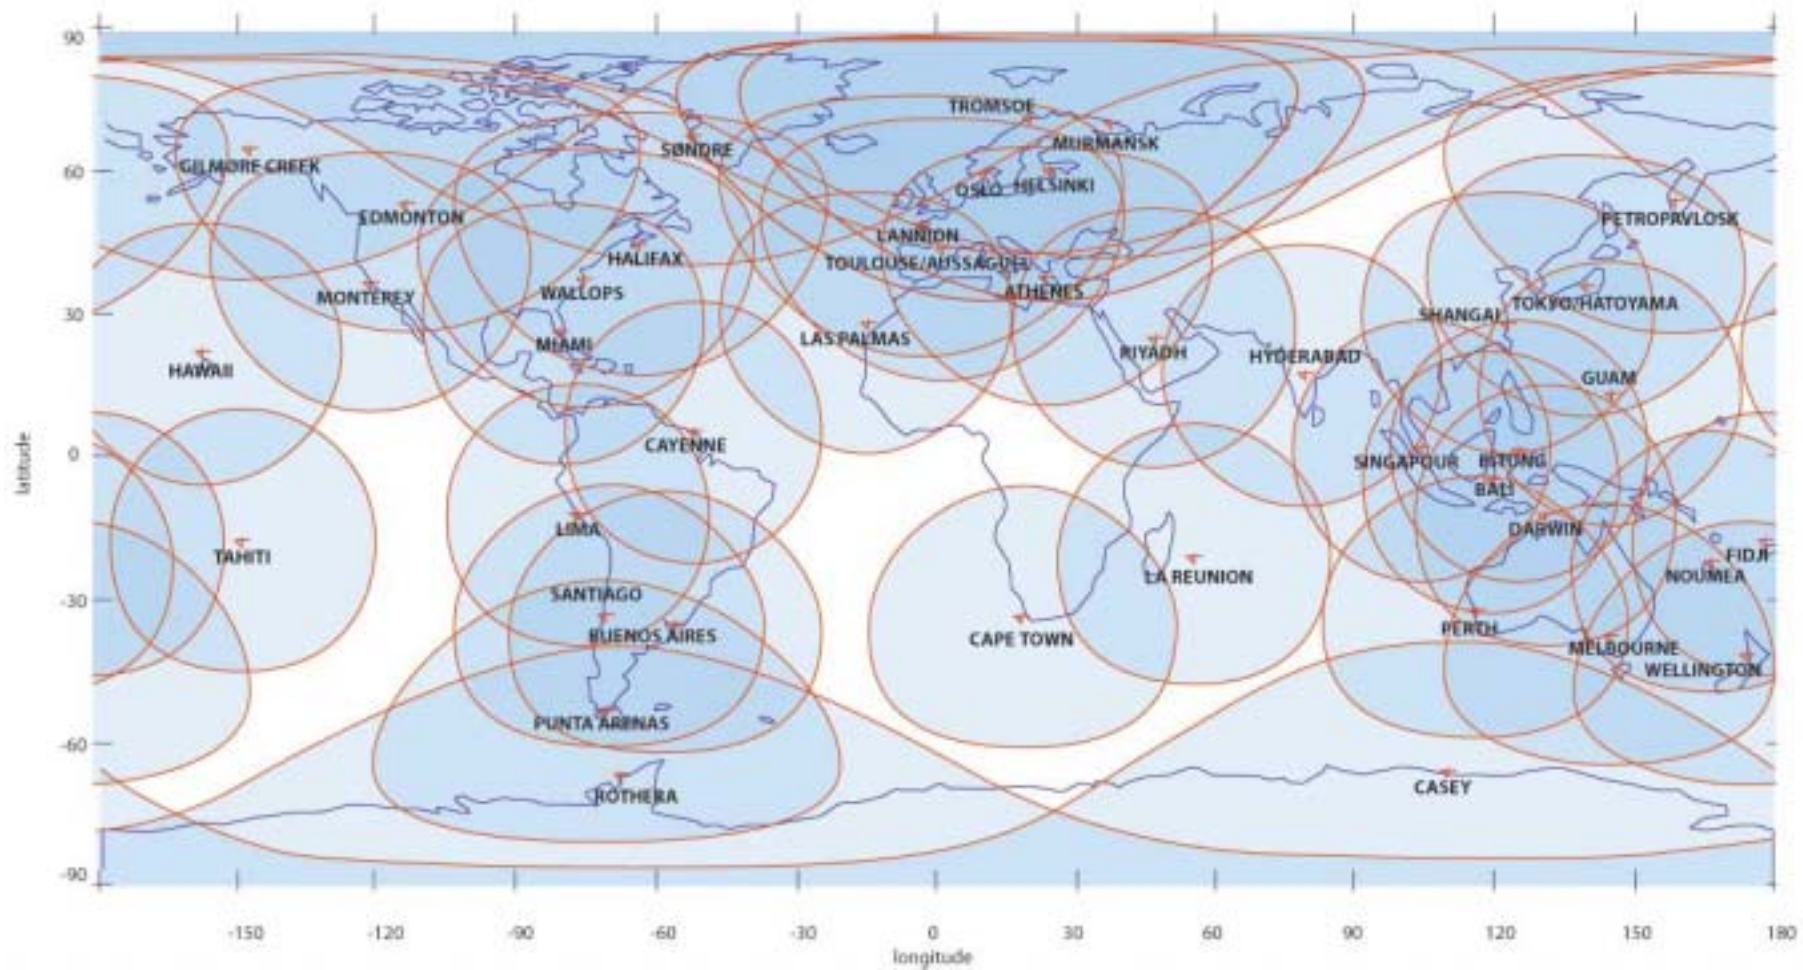 90
TROMSOE
SØNDRE
MURMANSK
GILMORE CREEK
60
OSLO
HELSINKI
EDMONTON
PETROPAVLOSK
LANNION
HALIFAX
TOULOUSE/AUSSAGUEL
WALLOPS
ATHENES
MONTEREY
TOKYO/HATOYAMA
30
SHANGAI
LAS PALMAS
MIAMI
RIYADH
HYDERABAD
HAWAII
GUAM
CAYENNE
0
SINGAPOUR
BITUNG
latitude
BALI
LIMA
DARWIN
TAHITI
FIDJI
LA REUNION
NOUMEA
SANTIAGO
-30
PERTH
BUENOS AIRES
CAPE TOWN
MELBOURNE
WELLINGTON
PUNTA ARENAS
-60
CASEY
ROTHERA
-90
-150 -120 -90 -60 -30 0 30 60 90 120 150 180
longitude